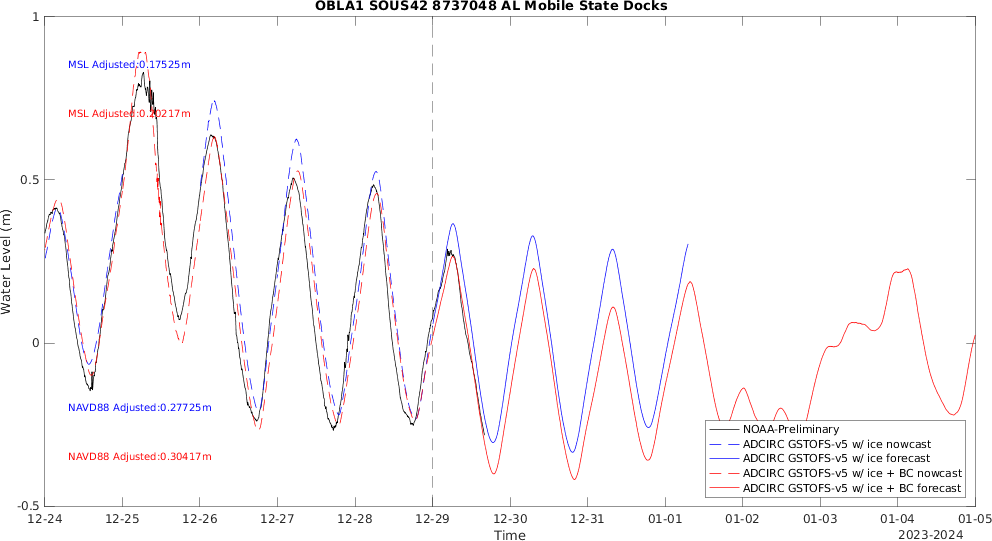 OBLA1 SOUS42 8737048 AL Mobile State Docks
1
0.5
0
-0.5
Water Level (m)
MSL Adjusted:0.17525m
MSL Adjusted:0.20217m
NAVD88 Adjusted:0.27725m
NAVD88 Adjusted:0.30417m
NOAA-Preliminary
ADCIRC GSTOFS-v5 w/ ice nowcast
ADCIRC GSTOFS-v5 w/ ice forecast
ADCIRC GSTOFS-v5 w/ ice + BC nowcast
ADCIRC GSTOFS-v5 w/ ice + BC forecast
12-24 12-25 12-26 12-27 12-28 12-29 12-30 12-31 01-01 01-02 01-03 01-04 01-05
Time
2023-2024